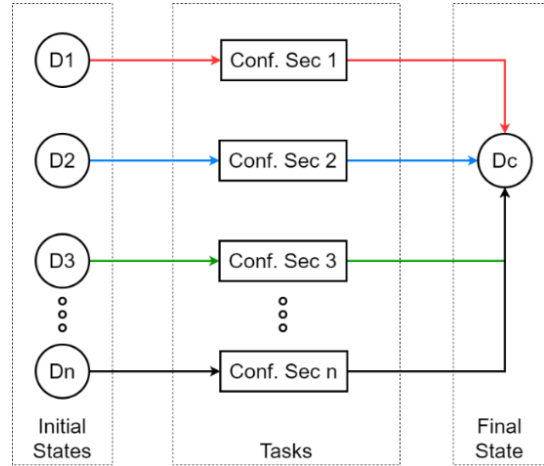 D1
Conf. Sec 1
D2
Conf. Sec 2
Dc
D3
Conf. Sec 3
Dn
Conf. Sec n
Initial
States
Tasks
Final
State